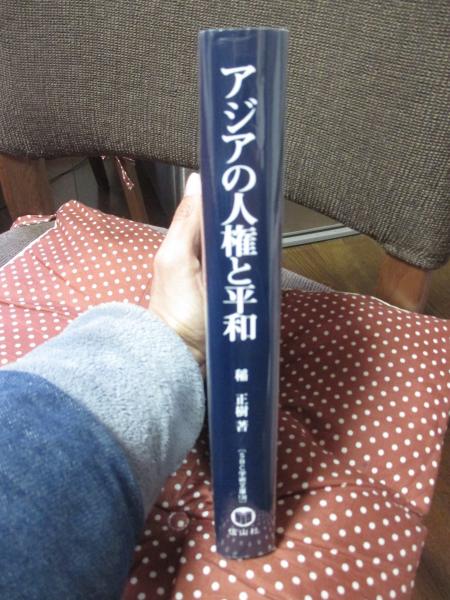 アジアの人権と平和
稲 正樹著
信山社